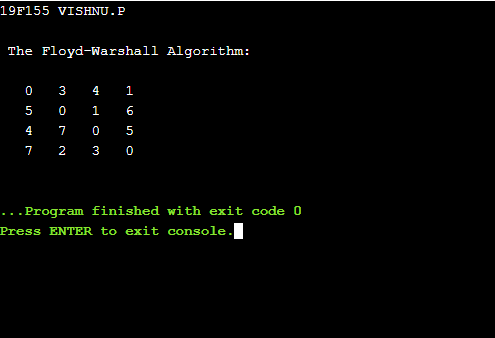 19F155 VISHNU.P
The Floyd-Warshall Algorithm:
0 3 4 1
5 0 1 6
4 7 0 5
7 2 3 0
...Program finished with exit code 0
Press ENTER to exit console.